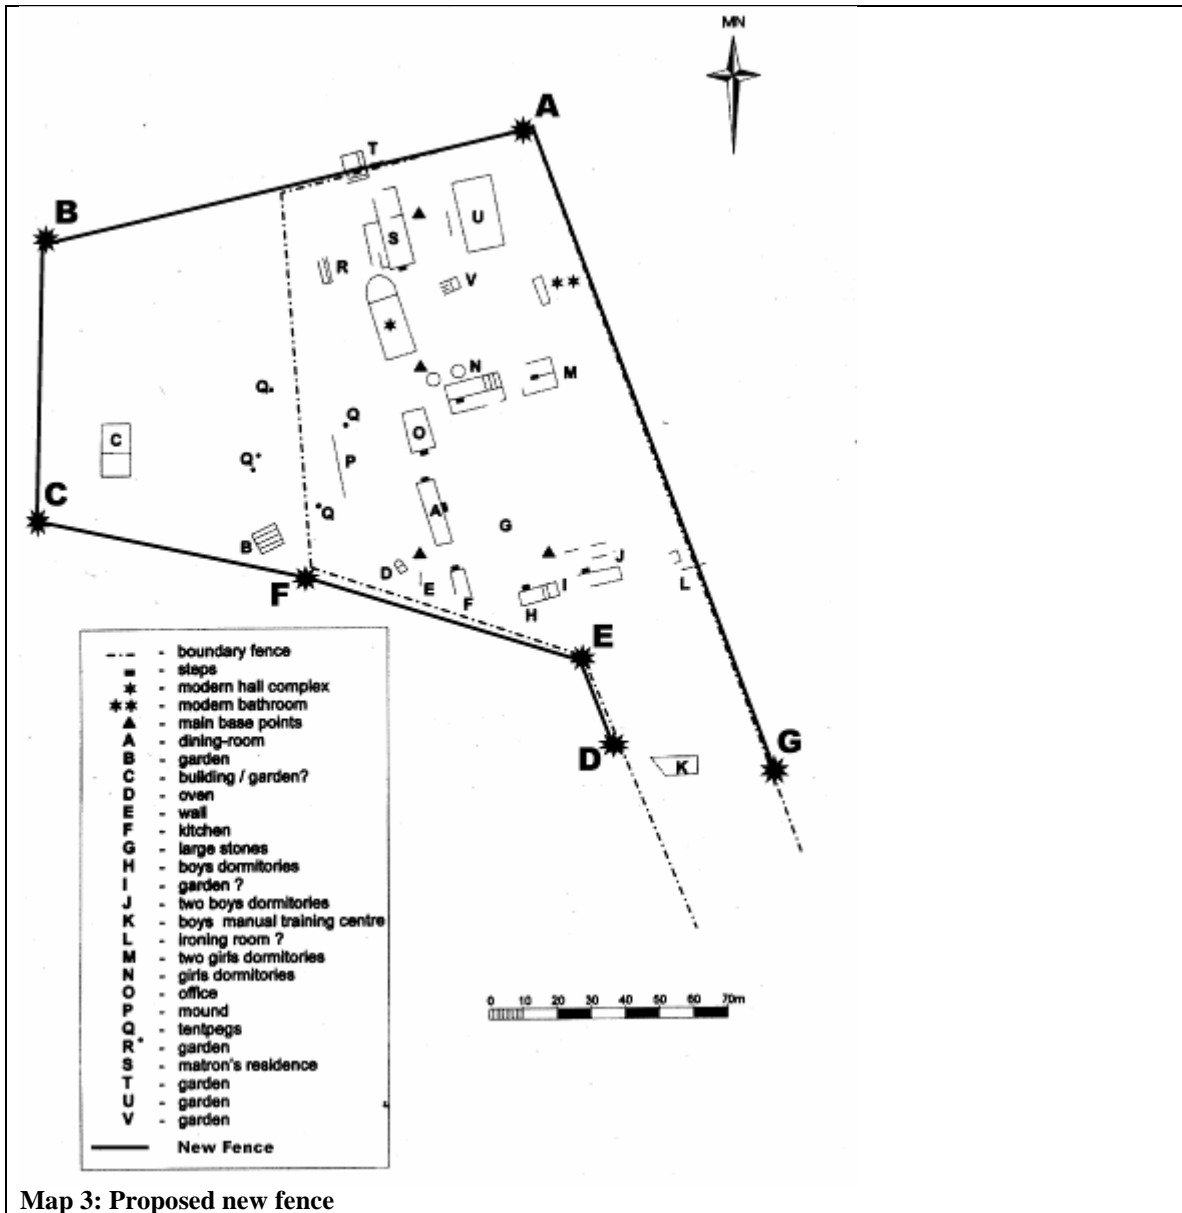 MN
A
T
B
U
S
R
V
**
*
N
M
Q
Q
C
O
Q
P
C
A
G
Q
B
D
J
E
I
L
F
F
H
E
D
G
K
boundary fence
- steps
* - modern hall complex
** - modern bathroom
▲ - main base points
A - dining-room
B - garden
C - building / garden?
D - oven
E - wall
F - kitchen
G - large stones
H - boys dormitories
I - garden ?
J - two boys dormitories
K - boys manual training centre
L - ironing room ?
M - two girls dormitories
N - girls dormitories
O - office
P - mound
Q - tentpegs
R - garden
S - matron's residence
T - garden
U - garden
V - garden
New Fence
0 10 20 30 40 50 60 70m
Map 3: Proposed new fence